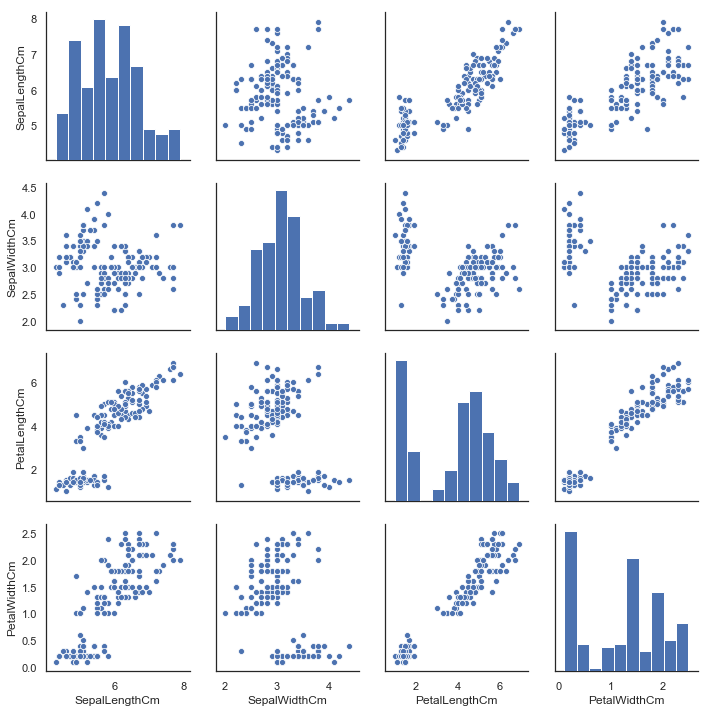 SepalLengthCm
8
7
6
5
SepalWidthCm
4.5
4.0
3.5
3.0
2.5
2.0
PetalLengthCm
6
4
2
PetalWidthCm
2.5
2.0
1.5
1.0
0.5
0.0
6 8
2 3 4
2 4 6
0 1 2
SepalLengthCm SepalWidthCm PetalLengthCm PetalWidthCm